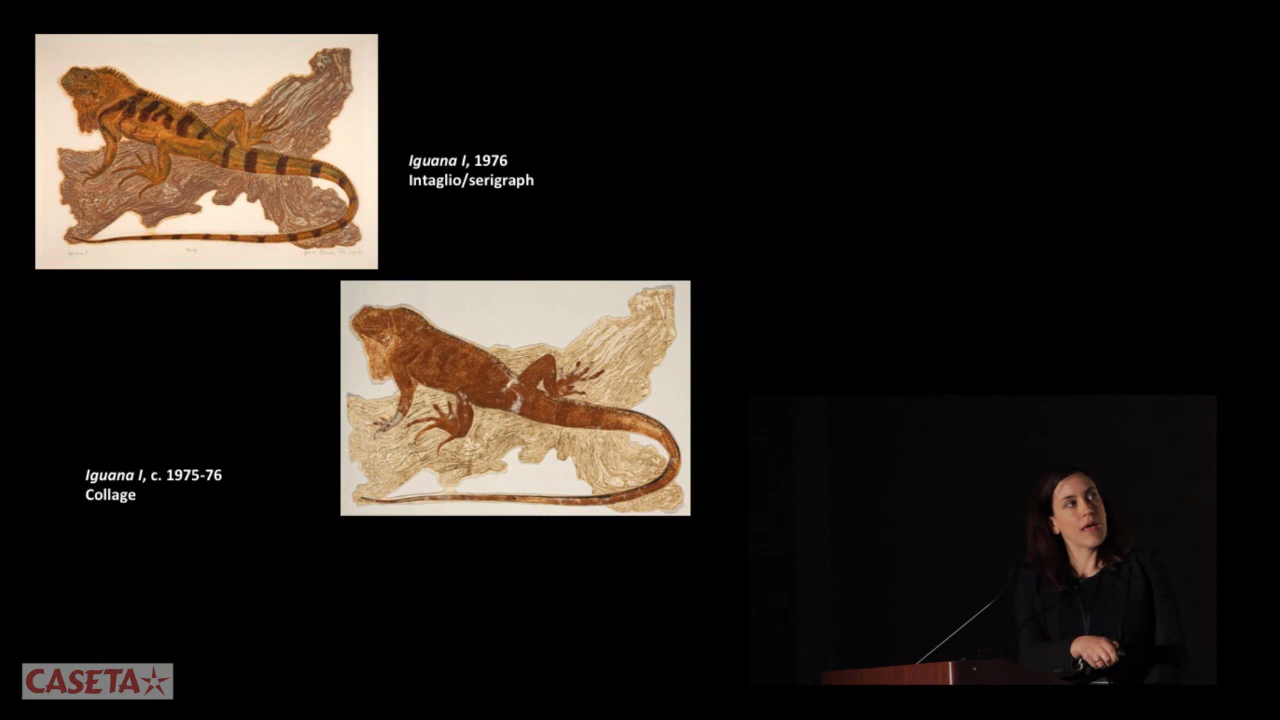 Iguana I, 1976
Intaglio/serigraph
Iguana I, c. 1975-76
Collage
CASETA